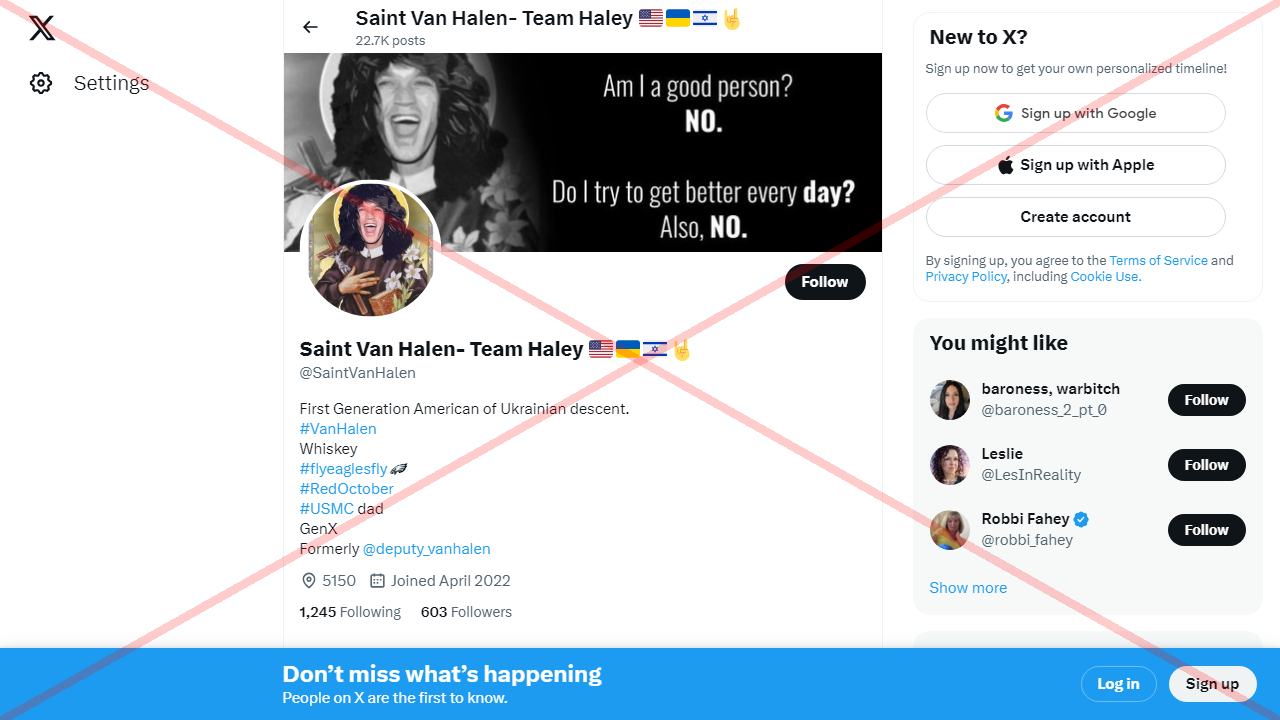 Settings
Saint Van Halen- Team Haley 🇺🇸🇺🇦🇮🇱🤘
22.7K posts
Am I a good person?
NO.
Do I try to get better every day?
Also, NO.
Follow
Saint Van Halen- Team Haley 🇺🇸🇺🇦🇮🇱🤘
@SaintVanHalen
First Generation American of Ukrainian descent.
#VanHalen
Whiskey
#flyeaglesfly
#RedOctober
#USMC dad
GenX
Formerly @deputy_vanhalen
5150 Joined April 2022
1,245 Following 603 Followers
New to X?
Sign up now to get your own personalized timeline!
Sign up with Google
Sign up with Apple
Create account
By signing up, you agree to the Terms of Service and
Privacy Policy, including Cookie Use.
You might like
baroness, warbitch
@baroness_2_pt_0
Follow
Leslie
@LesInReality
Follow
Robbi Fahey
@robbi_fahey
Follow
Show more
Don’t miss what’s happening
People on X are the first to know.
Log in
Sign up